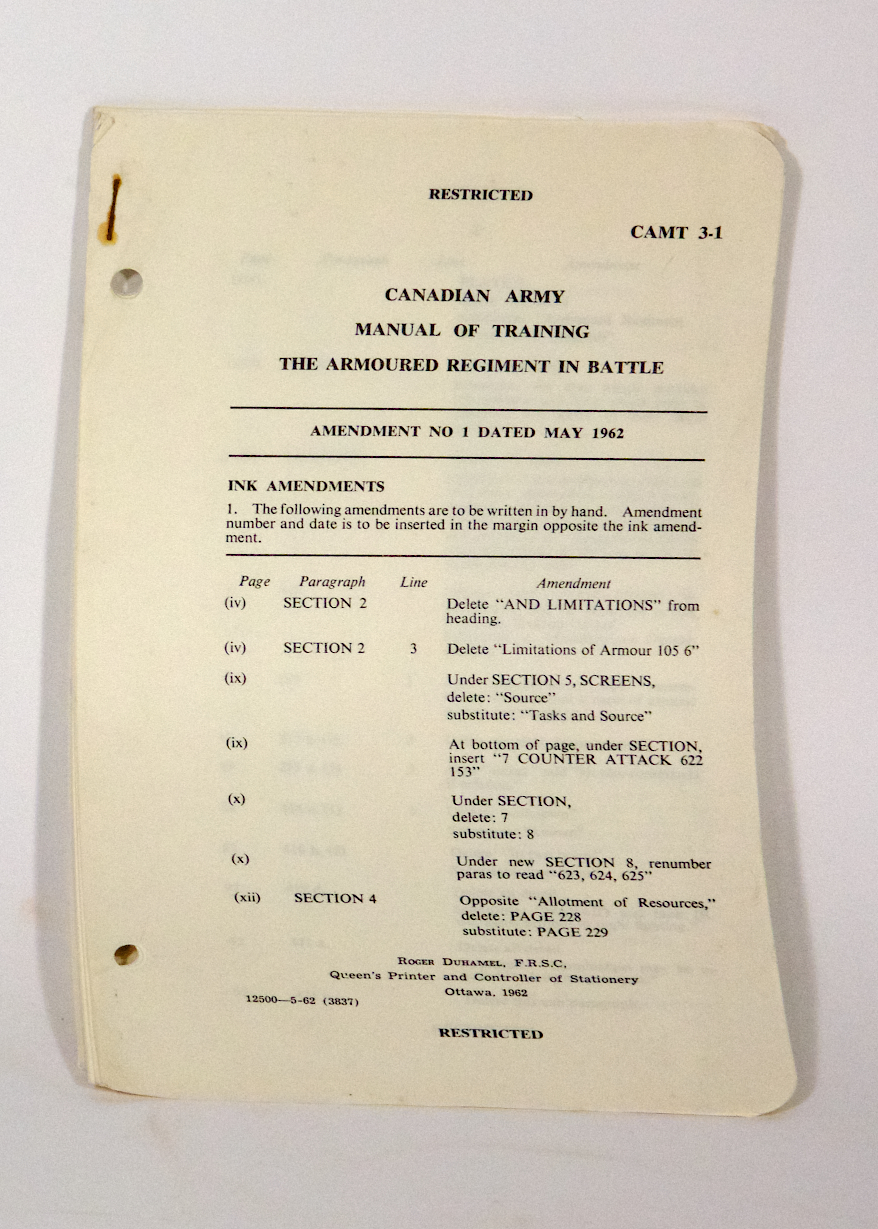 RESTRICTED
CAMT 3-1
CANADIAN ARMY
MANUAL OF TRAINING
THE ARMOURED REGIMENT IN BATTLE
AMENDMENT NO 1 DATED MAY 1962
INK AMENDMENTS
1. The following amendments are to be written in by hand. Amendment
number and date is to be inserted in the margin opposite the ink amend-
ment.
Page Paragraph Line Amendment
(iv) SECTION 2 Delete “AND LIMITATIONS” from
heading.
(iv) SECTION 2 3 Delete “Limitations of Armour 105 6”
(ix) Under SECTION 5, SCREENS,
delete: “Source”
substitute: “Tasks and Source”
(ix) At bottom of page, under SECTION,
insert “7 COUNTER ATTACK 622
153”
(x) Under SECTION,
delete: 7
substitute: 8
(x) Under new SECTION 8, renumber
paras to read “623, 624, 625”
(xii) SECTION 4 Opposite “Allotment of Resources,”
delete: PAGE 228
substitute: PAGE 229
ROGER DUHAMEL, F.R.S.C,
Queen's Printer and Controller of Stationery
Ottawa, 1962
12500—5-62 (3837)
RESTRICTED